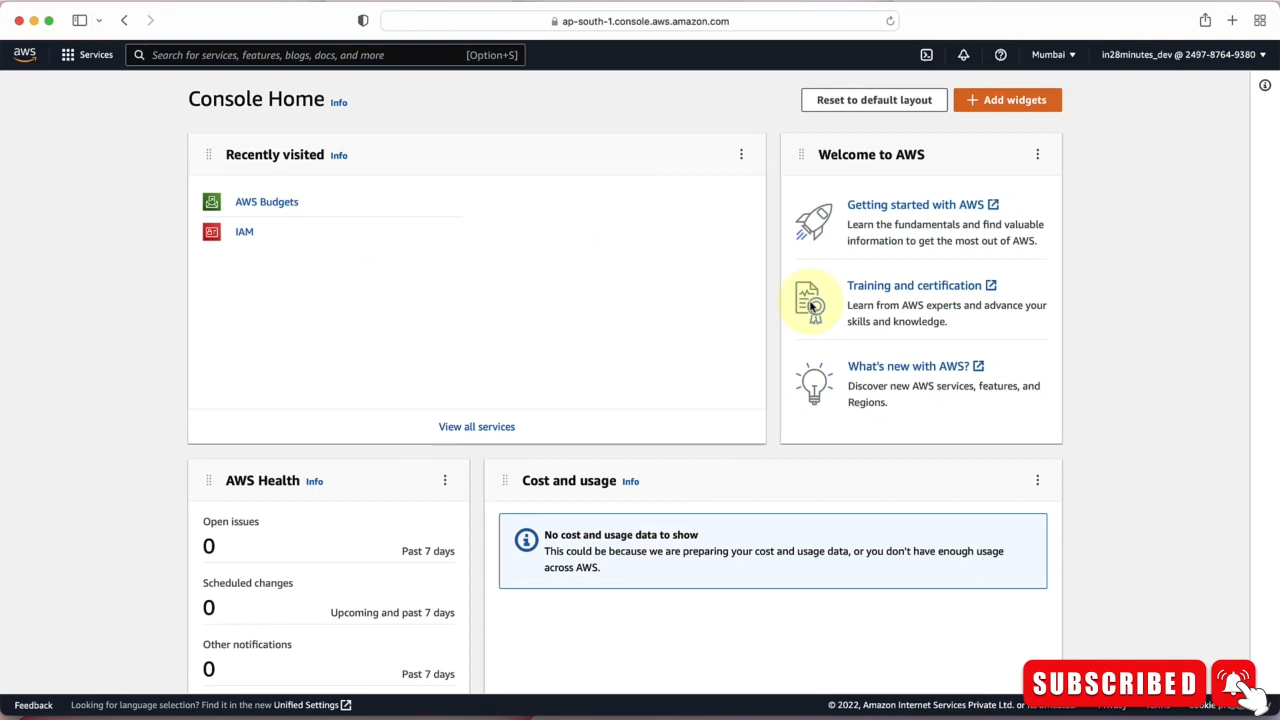 ap-south-1.console.aws.amazon.com
aws
Services
Search for services, features, blogs, docs, and more
[Option+S]
Mumbai
in28minutes_dev @ 2497-8764-9380
Console Home Info
Reset to default layout
Add widgets
Recently visited Info
AWS Budgets
IAM
View all services
Welcome to AWS
Getting started with AWS
Learn the fundamentals and find valuable
information to get the most out of AWS.
Training and certification
Learn from AWS experts and advance your
skills and knowledge.
What's new with AWS?
Discover new AWS services, features, and
Regions.
AWS Health Info
Open issues
0
Past 7 days
Scheduled changes
0
Upcoming and past 7 days
Other notifications
0
Past 7 days
Cost and usage Info
No cost and usage data to show
This could be because we are preparing your cost and usage data, or you don't have enough usage
across AWS.
SUBSCRIBED
Feedback
Looking for language selection? Find it in the new Unified Settings
© 2022, Amazon Internet Services Private Ltd. or